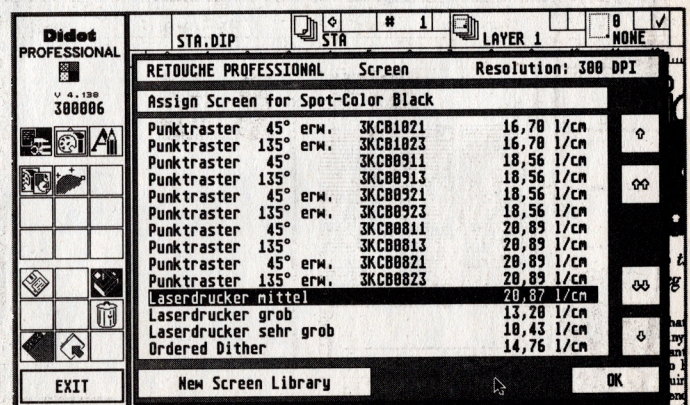 Didot
PROFESSIONAL
V 4.138
300006
STA.DIP
STA
# 1
LAYER 1
0
NONE
RETOUCHE PROFESSIONAL Screen Resolution: 300 DPI
Assign Screen for Spot-Color Black
Punktraster 45° erw. 3KCB1021 16,70 l/cm
Punktraster 135° erw. 3KCB1023 16,70 l/cm
Punktraster 45° 3KCB0911 18,56 l/cm
Punktraster 135° 3KCB0913 18,56 l/cm
Punktraster 45° erw. 3KCB0921 18,56 l/cm
Punktraster 135° erw. 3KCB0923 18,56 l/cm
Punktraster 45° 3KCB0811 20,89 l/cm
Punktraster 135° 3KCB0813 20,89 l/cm
Punktraster 45° erw. 3KCB0821 20,89 l/cm
Punktraster 135° erw. 3KCB0823 20,89 l/cm
Laserdrucker mittel 20,87 l/cm
Laserdrucker grob 13,20 l/cm
Laserdrucker sehr grob 10,43 l/cm
Ordered Dither 14,76 l/cm
New Screen Library
OK
EXIT